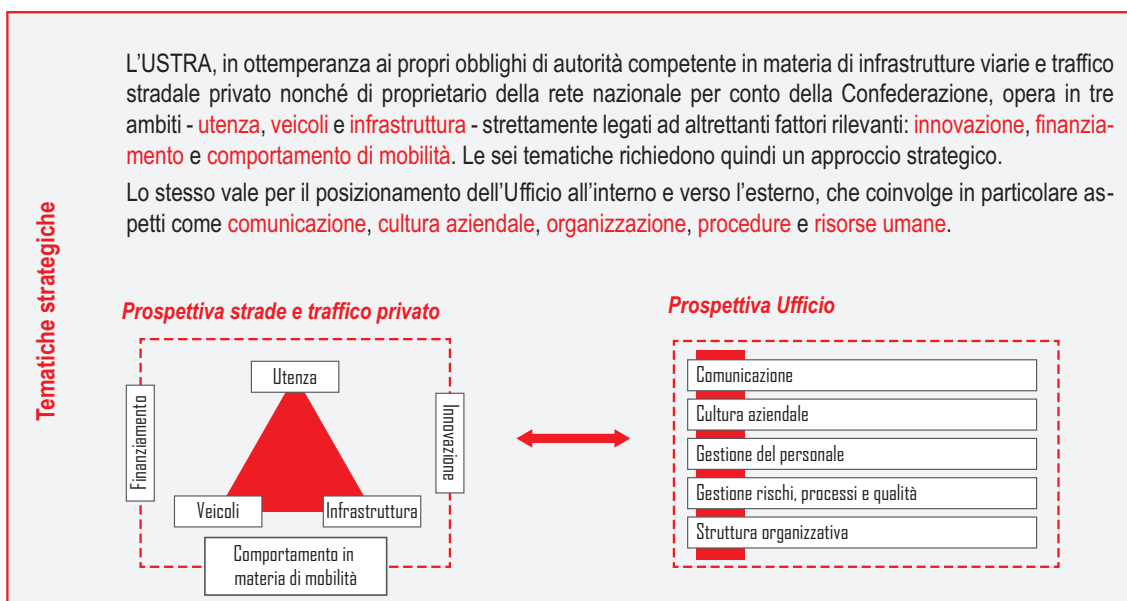 Tematiche strategiche
L'USTRA, in ottemperanza ai propri obblighi di autorità competente in materia di infrastrutture viarie e traffico
stradale privato nonché di proprietario della rete nazionale per conto della Confederazione, opera in tre
ambiti - utenza, veicoli e infrastruttura - strettamente legati ad altrettanti fattori rilevanti: innovazione, finanzia-
mento e comportamento di mobilità. Le sei tematiche richiedono quindi un approccio strategico.
Lo stesso vale per il posizionamento dell'Ufficio all'interno e verso l'esterno, che coinvolge in particolare as-
petti come comunicazione, cultura aziendale, organizzazione, procedure e risorse umane.
Prospettiva strade e traffico privato
Utenza
Finanziamento
Innovazione
Veicoli
Infrastruttura
Comportamento in
materia di mobilità
Prospettiva Ufficio
Comunicazione
Cultura aziendale
Gestione del personale
Gestione rischi, processi e qualità
Struttura organizzativa